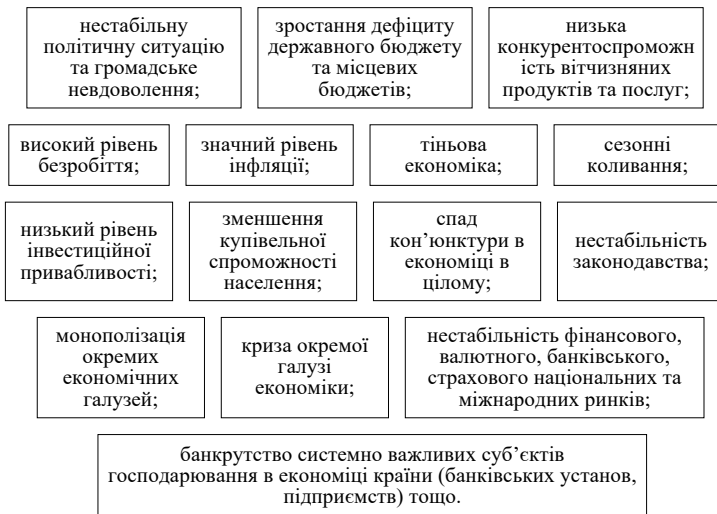 нестабільну
політичну ситуацію
та громадське
невдоволення;
зростання дефіциту
державного бюджету
та місцевих
бюджетів;
низька
конкурентоспроможн
ість вітчизняних
продуктів та послуг;
високий рівень
безробіття;
значний рівень
інфляції;
тіньова
економіка;
сезонні
коливання;
низький рівень
інвестиційної
привабливості;
зменшення
купівельної
спроможності
населення;
спад
кон’юнктури в
економіці в
цілому;
нестабільність
законодавства;
монополізація
окремих
економічних
галузей;
криза окремої
галузі
економіки;
нестабільність фінансового,
валютного, банківського,
страхового національних та
міжнародних ринків;
банкрутство системно важливих суб’єктів
господарювання в економіці країни (банківських установ,
підприємств) тощо.